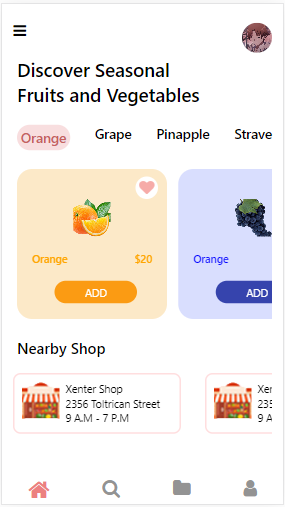 Discover Seasonal
Fruits and Vegetables
Orange Grape Pinapple Strave
Orange $20 Orange
ADD ADD
Nearby Shop
Xenter Shop Xen
2356 Toltrican Street 235
9 A.M - 7 P.M 9 A